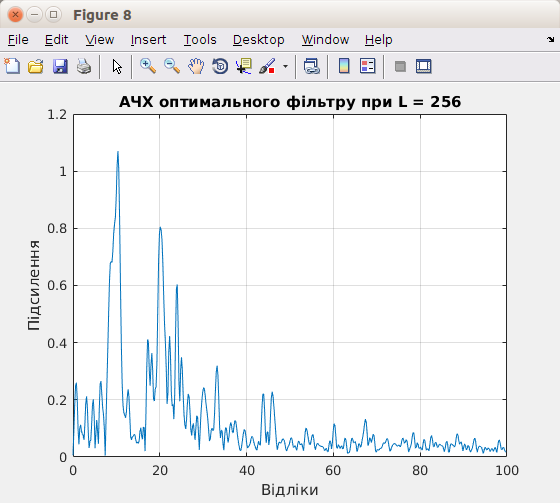 Figure 8
File Edit View Insert Tools Desktop Window Help
АЧХ оптимального фільтру при L = 256
1.2
1
0.8
0.6
0.4
0.2
0
Підсилення
0 20 40 60 80 100
Відліки